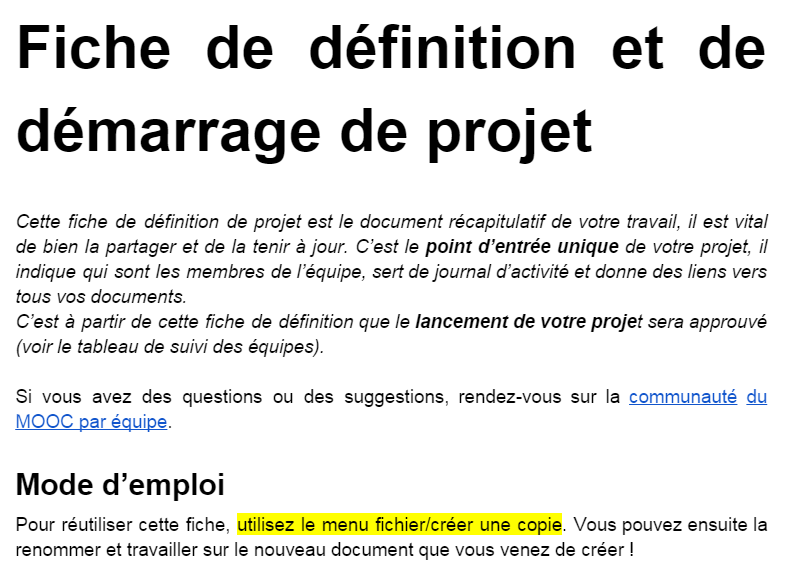 Fiche de définition et de
démarrage de projet
Cette fiche de définition de projet est le document récapitulatif de votre travail, il est vital
de bien la partager et de la tenir à jour. C’est le point d’entrée unique de votre projet, il
indique qui sont les membres de l’équipe, sert de journal d’activité et donne des liens vers
tous vos documents.
C’est à partir de cette fiche de définition que le lancement de votre projet sera approuvé
(voir le tableau de suivi des équipes).
Si vous avez des questions ou des suggestions, rendez-vous sur la communauté du
MOOC par équipe.
Mode d’emploi
Pour réutiliser cette fiche, utilisez le menu fichier/créer une copie. Vous pouvez ensuite la
renommer et travailler sur le nouveau document que vous venez de créer !